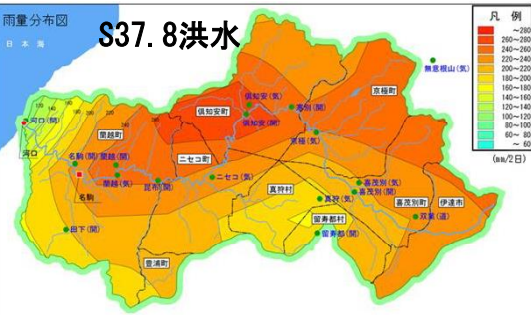 雨量分布図
S37.8洪水
日本海
凡例
~280
260~280
240~260
220~240
200~220
180~200
160~180
140~160
120~140
100~120
80~100
60~ 80
~ 60
(mm/2日)
無意根山(気)
京極町
倶知安(気)
倶知安町
倶知安(開)
喜別(開)
京極(気)
河口(開)
河口
蘭越町
名駒(開)
蘭越(開)
蘭越(気)
名駒
昆布(開)
ニセコ町
ニセコ(気)
真狩村
真狩(気)
喜茂別(気)
喜茂別(開)
喜茂別町
伊達市
双葉(道)
留寿都村
留寿都(開)
田下(開)
豊浦町